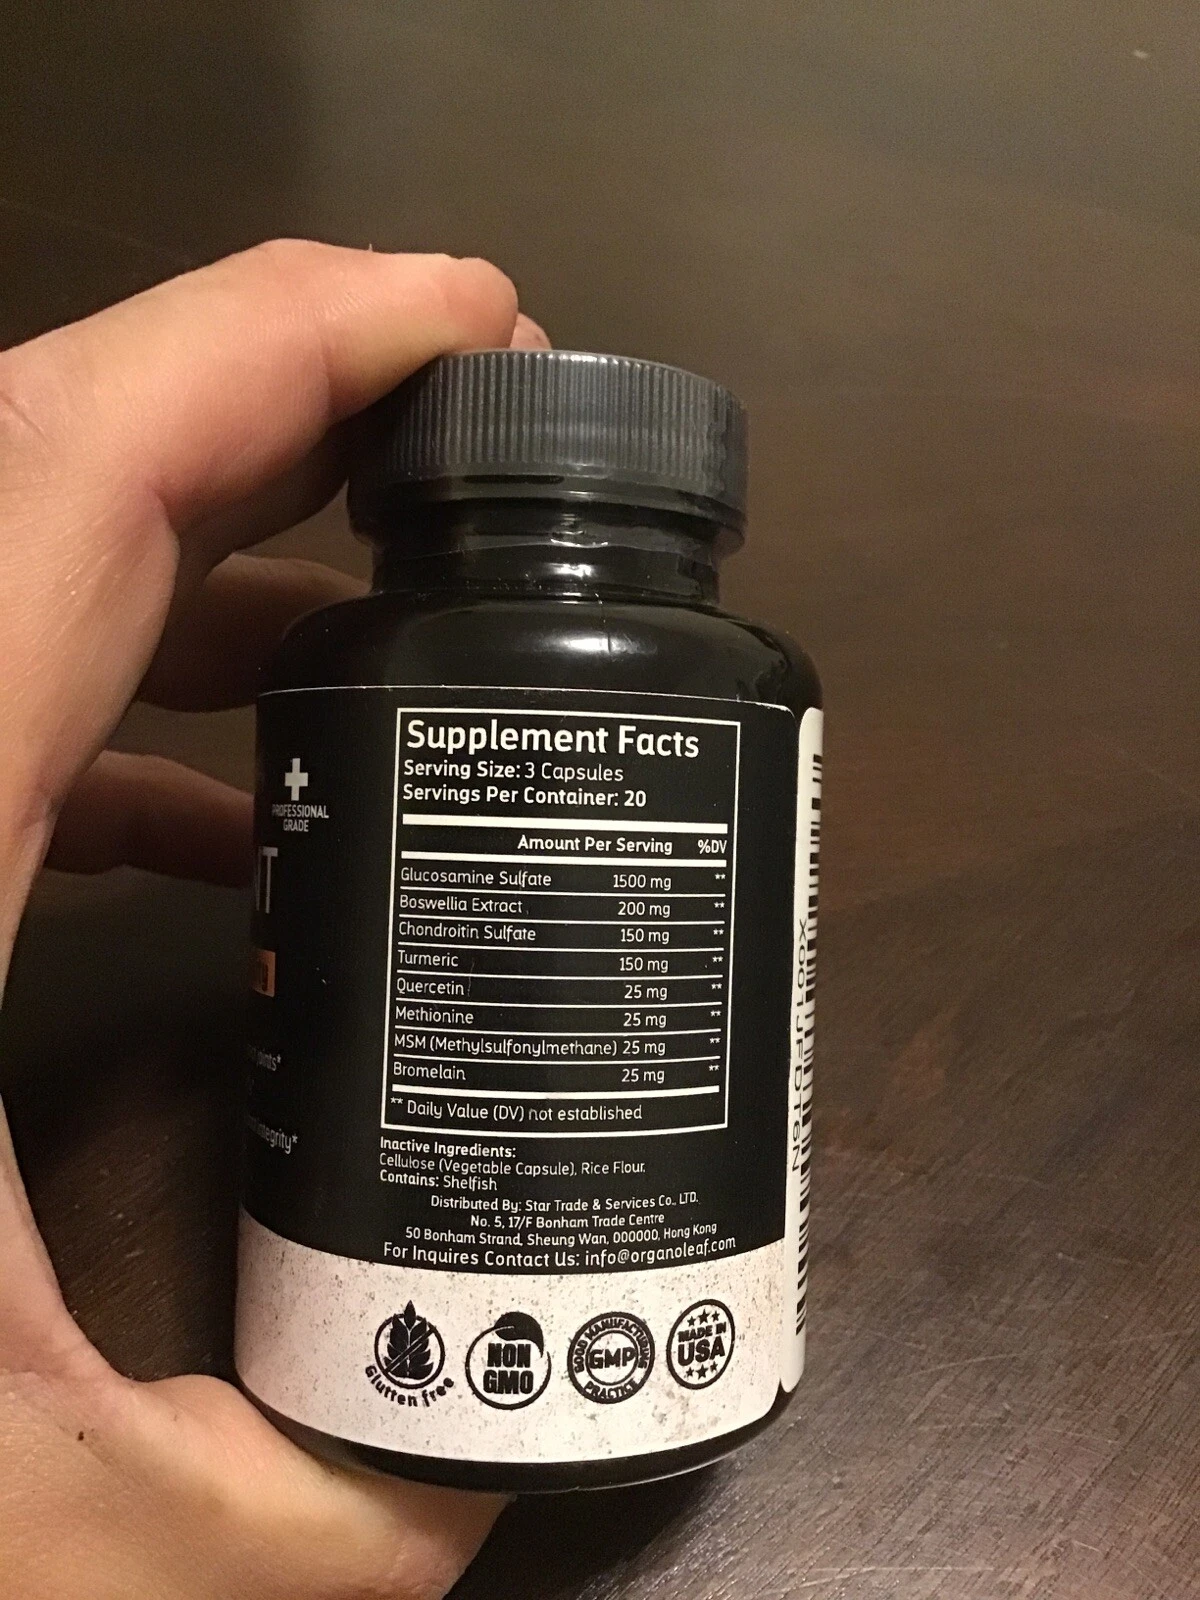 PROFESSIONAL
GRADE
NT
joints*
integrity*
Supplement Facts
Serving Size: 3 Capsules
Servings Per Container: 20
Amount Per Serving %DV
Glucosamine Sulfate 1500 mg **
Boswellia Extract 200 mg **
Chondroitin Sulfate 150 mg **
Turmeric 150 mg **
Quercetin 25 mg **
Methionine 25 mg **
MSM (Methylsulfonylmethane) 25 mg **
Bromelain 25 mg **
** Daily Value (DV) not established
Inactive Ingredients:
Cellulose (Vegetable Capsule), Rice Flour.
Contains: Shelfish
Distributed By: Star Trade & Services Co., LTD.
No. 5, 17/F Bonham Trade Centre
50 Bonham Strand, Sheung Wan, 000000, Hong Kong
For Inquires Contact Us: info@organoleaf.com
Glutten free
NON
GMO
GOOD MANUFACTURING
GMP
PRACTICE
MADE IN
USA